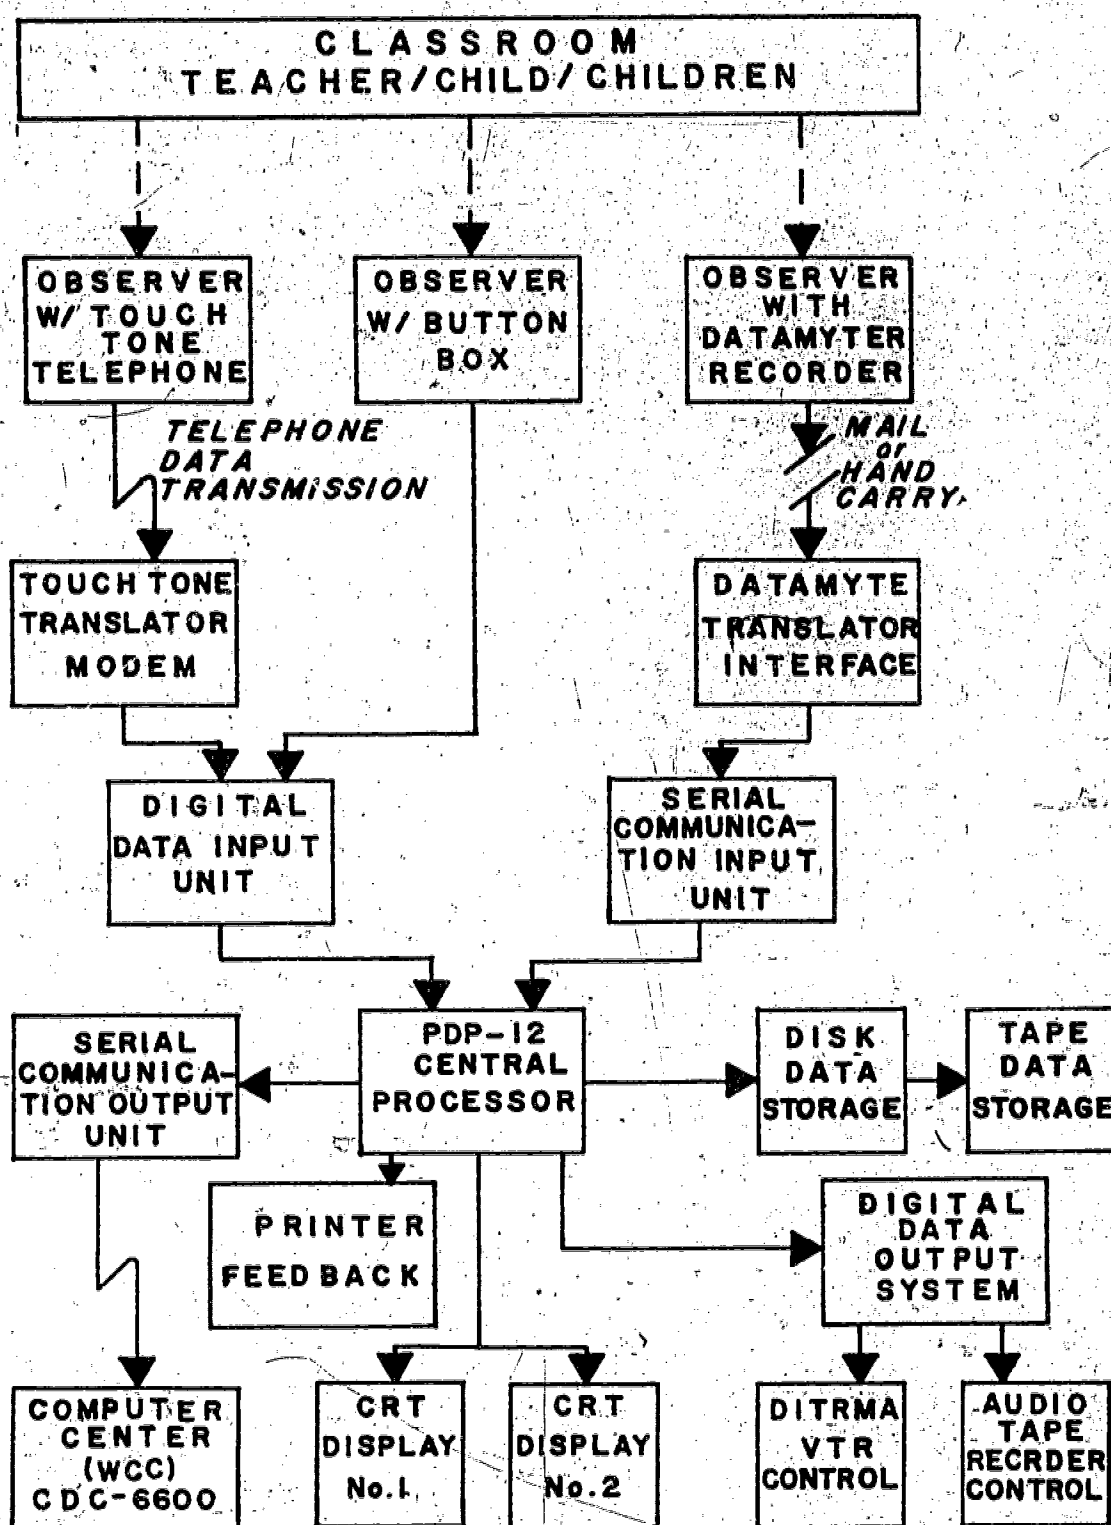 CLASSROOM
TEACHER/CHILD/CHILDREN
OBSERVER
W/ TOUCH
TONE
TELEPHONE
OBSERVER
W/ BUTTON
BOX
OBSERVER
WITH
DATAMYTER
RECORDER
TELEPHONE
DATA
TRANSMISSION
MAIL
or
HAND
CARRY
TOUCH TONE
TRANSLATOR
MODEM
DATAMYTE
TRANSLATOR
INTERFACE
DIGITAL
DATA INPUT
UNIT
SERIAL
COMMUNICA-
TION INPUT
UNIT
SERIAL
COMMUNICA-
TION OUTPUT
UNIT
PDP-12
CENTRAL
PROCESSOR
DISK
DATA
STORAGE
TAPE
DATA
STORAGE
PRINTER
FEEDBACK
DIGITAL
DATA
OUTPUT
SYSTEM
COMPUTER
CENTER
(WCC)
CDC-6600
CRT
DISPLAY
No.1
CRT
DISPLAY
No.2
DITRMA
VTR
CONTROL
AUDIO
TAPE
RECRDER
CONTROL